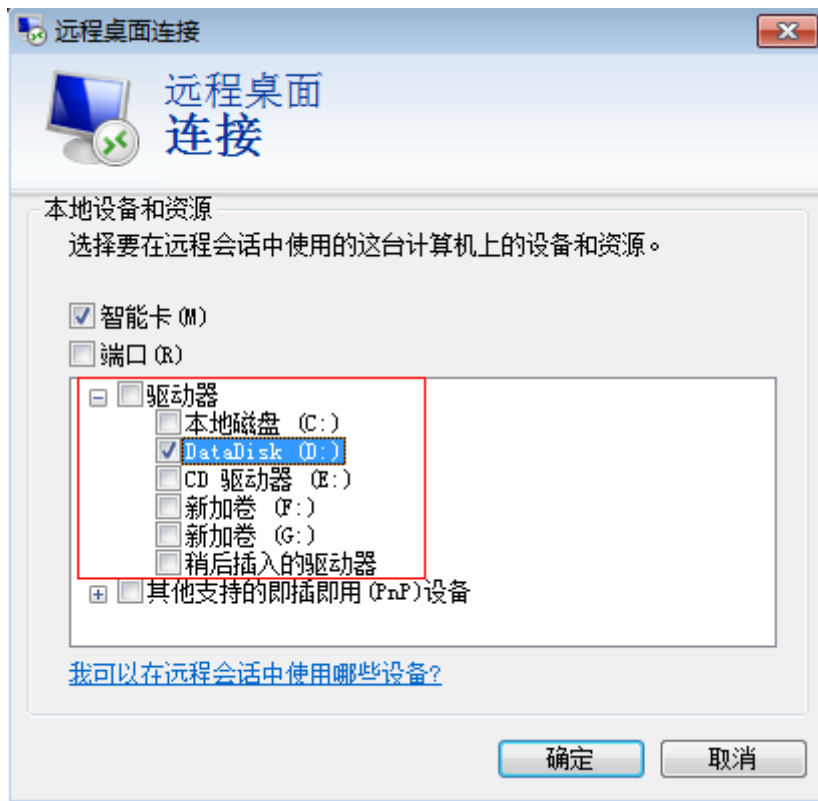 远程桌面连接
远程桌面
连接
本地设备和资源
选择要在远程会话中使用的这台计算机上的设备和资源。
智能卡(M)
端口(R)
驱动器
本地磁盘 (C:)
DataDisk (D:)
CD 驱动器 (E:)
新加卷 (F:)
新加卷 (G:)
稍后插入的驱动器
其他支持的即插即用(PnP)设备
我可以在远程会话中使用哪些设备?
确定 取消